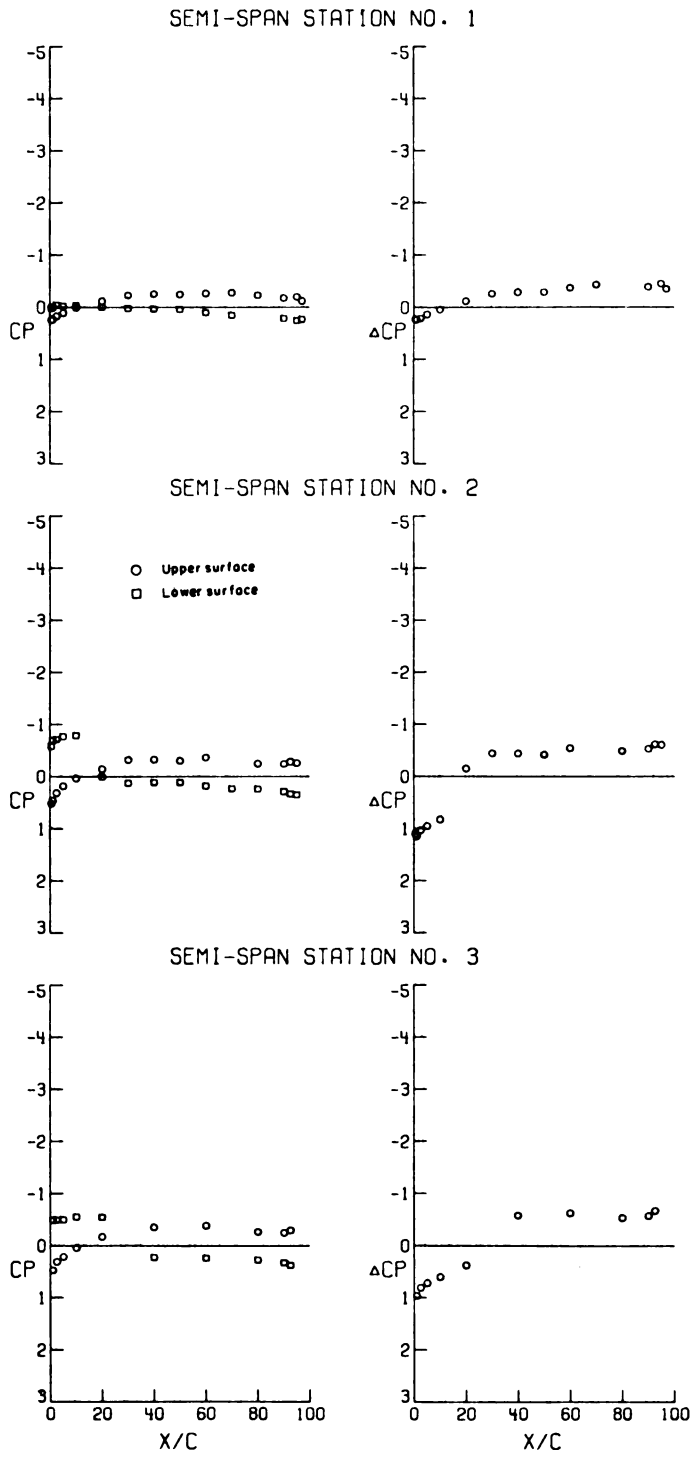 SEMI-SPAN STATION NO. 1
-5 -5
-4 -4
-3 -3
-2 -2
-1 -1
0 0
CP ΔCP
1 1
2 2
3 3
SEMI-SPAN STATION NO. 2
-5 -5
○ Upper surface
-4 -4
□ Lower surface
-3 -3
-2 -2
-1 -1
0 0
CP ΔCP
1 1
2 2
3 3
SEMI-SPAN STATION NO. 3
-5 -5
-4 -4
-3 -3
-2 -2
-1 -1
0 0
CP ΔCP
1 1
2 2
3 3
0 20 40 60 80 100 0 20 40 60 80 100
X/C X/C